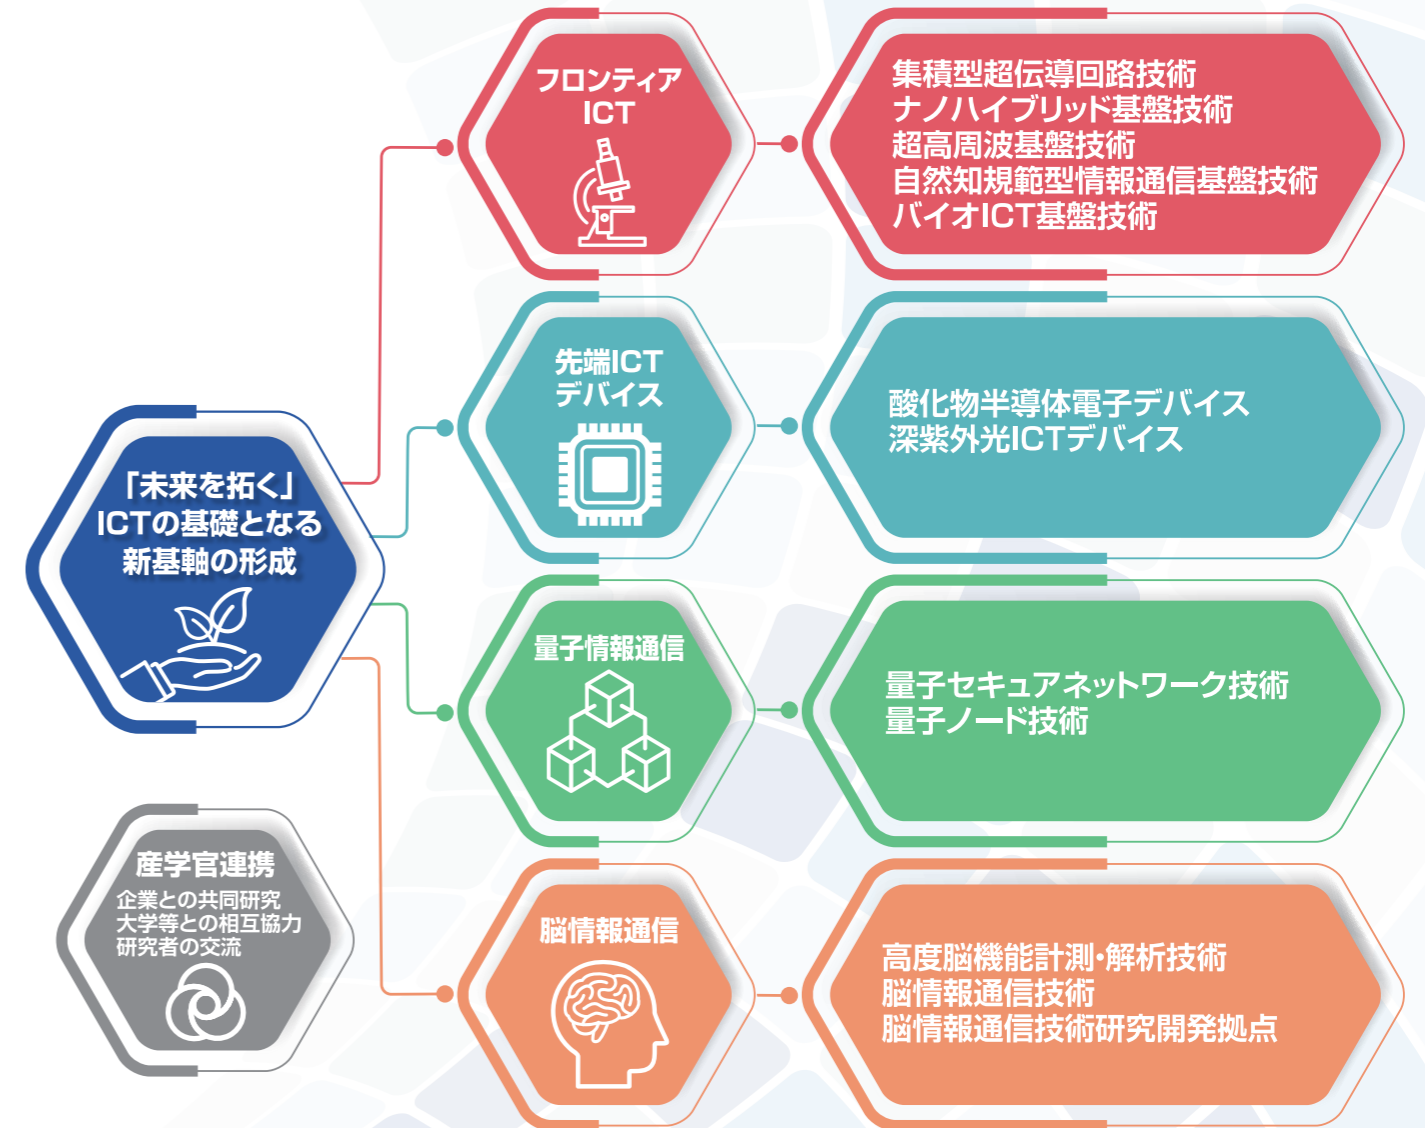 「未来を拓く」
ICTの基礎となる
新基軸の形成
フロンティア
ICT
集積型超伝導回路技術
ナノハイブリッド基盤技術
超高周波基盤技術
自然知規範型情報通信基盤技術
バイオICT基盤技術
先端ICT
デバイス
酸化物半導体電子デバイス
深紫外光ICTデバイス
量子情報通信
量子セキュアネットワーク技術
量子ノード技術
脳情報通信
高度脳機能計測・解析技術
脳情報通信技術
脳情報通信技術研究開発拠点
産学官連携
企業との共同研究
大学等との相互協力
研究者の交流